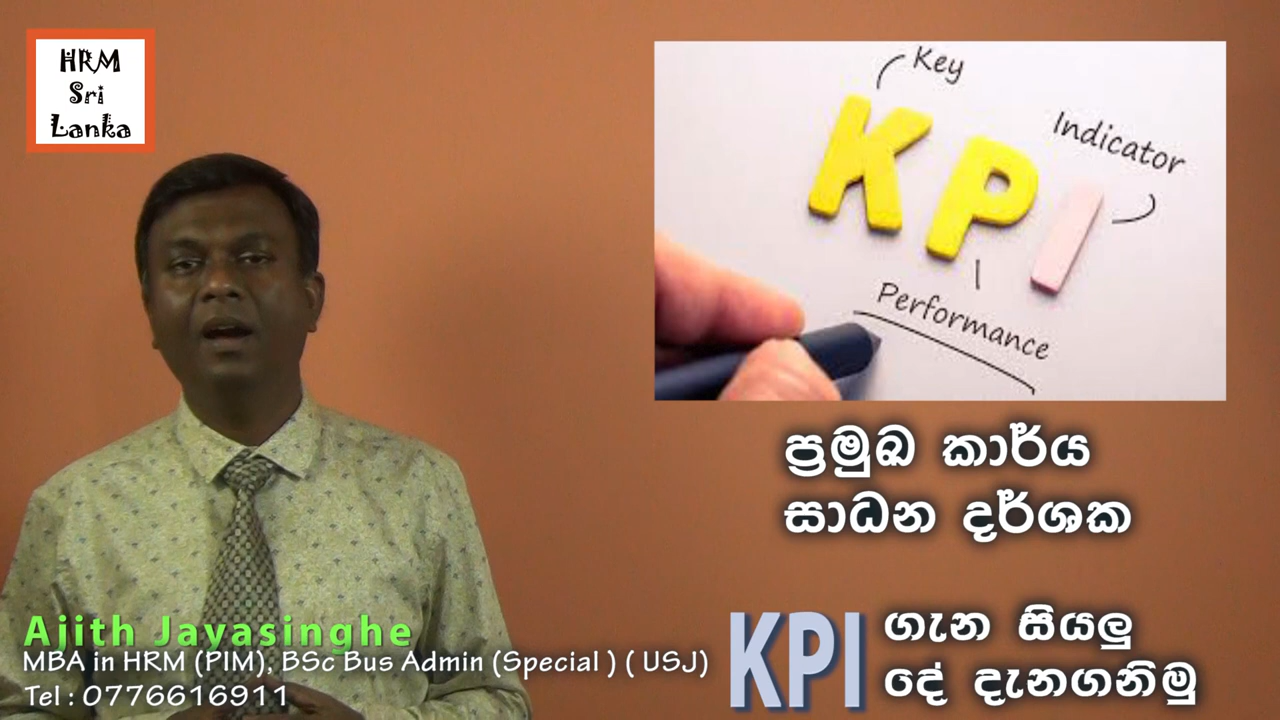 HRM
Sri
Lanka
Key
KPI
Indicator
Performance
ප්‍රමුඛ කාර්ය
සාධන දර්ශක
KPI ගැන සියලු
දේ දැනගනිමු
Ajith Jayasinghe
MBA in HRM (PIM), BSc Bus Admin (Special ) ( USJ)
Tel : 0776616911